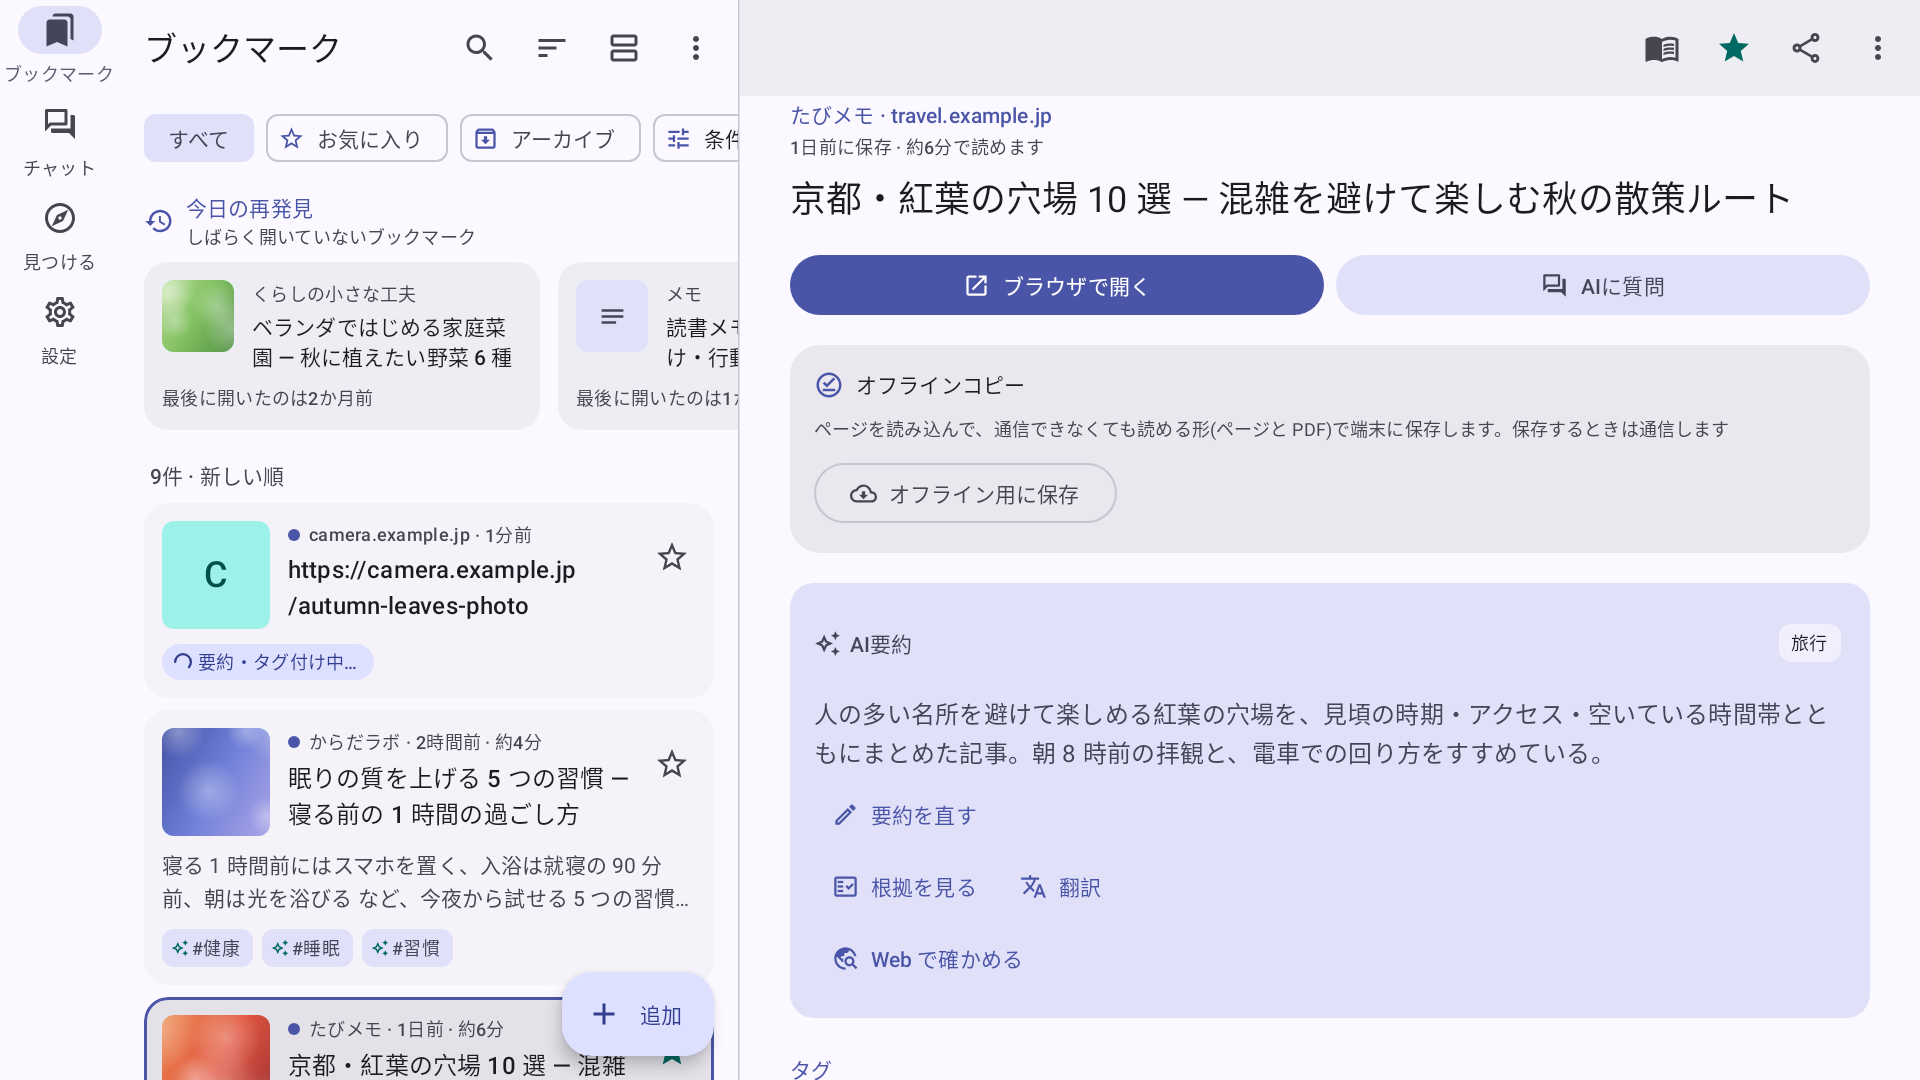 ブックマーク
チャット
見つける
設定
ブックマーク
すべて
お気に入り
アーカイブ
条件
今日の再発見
しばらく開いていないブックマーク
くらしの小さな工夫
ベランダではじめる家庭菜
園 — 秋に植えたい野菜 6 種
最後に開いたのは2か月前
メモ
読書メモ
け・行動
最後に開いたのは1か
9件 · 新しい順
C
camera.example.jp · 1分前
https://camera.example.jp
/autumn-leaves-photo
要約・タグ付け中…
からだラボ · 2時間前 · 約4分
眠りの質を上げる 5 つの習慣 —
寝る前の 1 時間の過ごし方
寝る 1 時間前にはスマホを置く、入浴は就寝の 90 分
前、朝は光を浴びる など、今夜から試せる 5 つの習慣…
#健康
#睡眠
#習慣
たびメモ · 1日前 · 約6分
京都・紅葉の穴場 10 選 — 混雑
追加
たびメモ · travel.example.jp
1日前に保存 · 約6分で読めます
京都・紅葉の穴場 10 選 — 混雑を避けて楽しむ秋の散策ルート
ブラウザで開く
AIに質問
オフラインコピー
ページを読み込んで、通信できなくても読める形(ページと PDF)で端末に保存します。保存するときは通信します
オフライン用に保存
AI要約
旅行
人の多い名所を避けて楽しめる紅葉の穴場を、見頃の時期・アクセス・空いている時間帯とと
もにまとめた記事。朝 8 時前の拝観と、電車での回り方をすすめている。
要約を直す
根拠を見る
翻訳
Web で確かめる
タグ